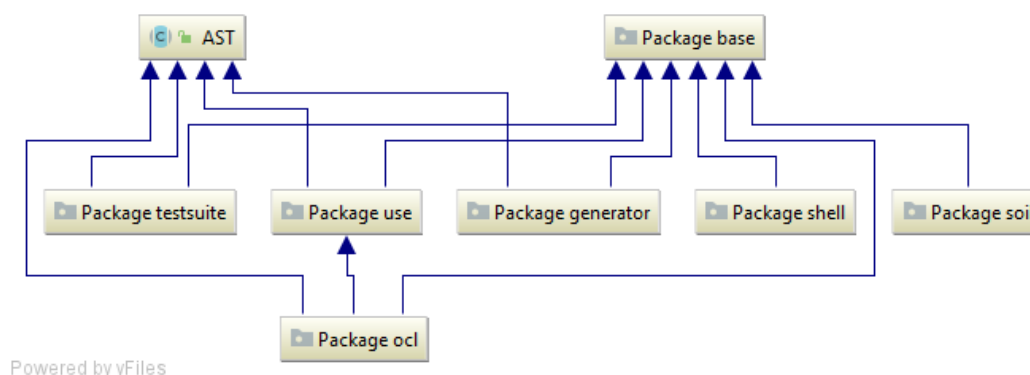 AST
Package base
Package testsuite
Package use
Package generator
Package shell
Package soi
Package ocl
Powered by yFiles